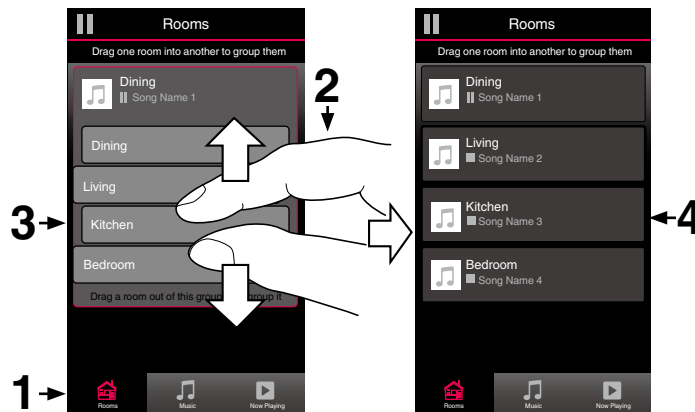 Rooms
Drag one room into another to group them
Dining
Song Name 1
2
Dining
Living
3
Kitchen
Bedroom
Drag a room out of this group group it
1
Rooms
Music
Now Playing
Rooms
Drag one room into another to group them
Dining
Song Name 1
Living
Song Name 2
Kitchen
Song Name 3
4
Bedroom
Song Name 4
Rooms
Music
Now Playing